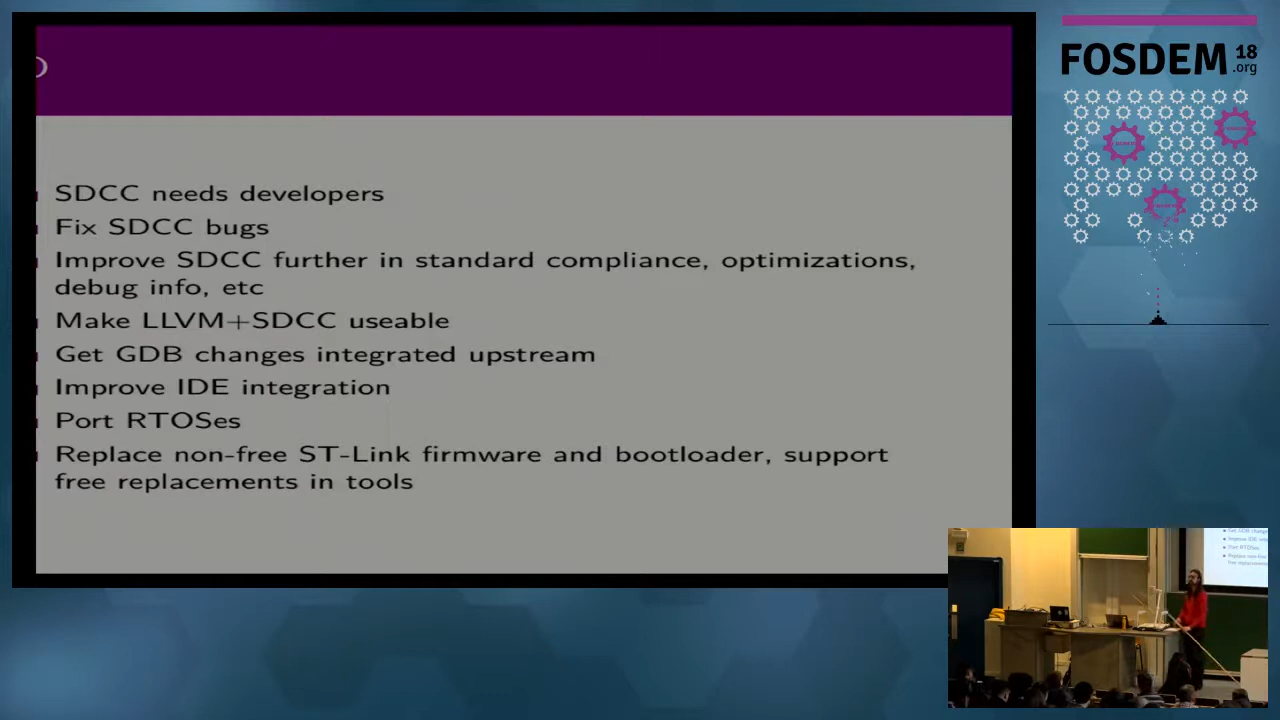 FOSDEM 18
.org
SDCC needs developers
Fix SDCC bugs
Improve SDCC further in standard compliance, optimizations,
debug info, etc
Make LLVM+SDCC useable
Get GDB changes integrated upstream
Improve IDE integration
Port RTOSes
Replace non-free ST-Link firmware and bootloader, support
free replacements in tools